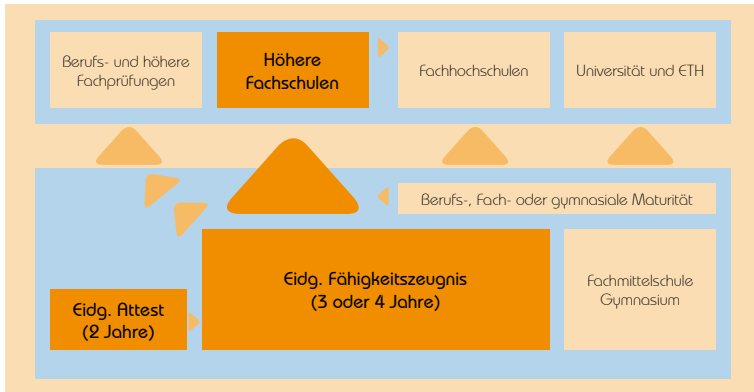 Berufs- und höhere
Fachprüfungen
Höhere
Fachschulen
Fachhochschulen
Universität und ETH
Berufs-, Fach- oder gymnasiale Maturität
Eidg. Attest
(2 Jahre)
Eidg. Fähigkeitszeugnis
(3 oder 4 Jahre)
Fachmittelschule
Gymnasium